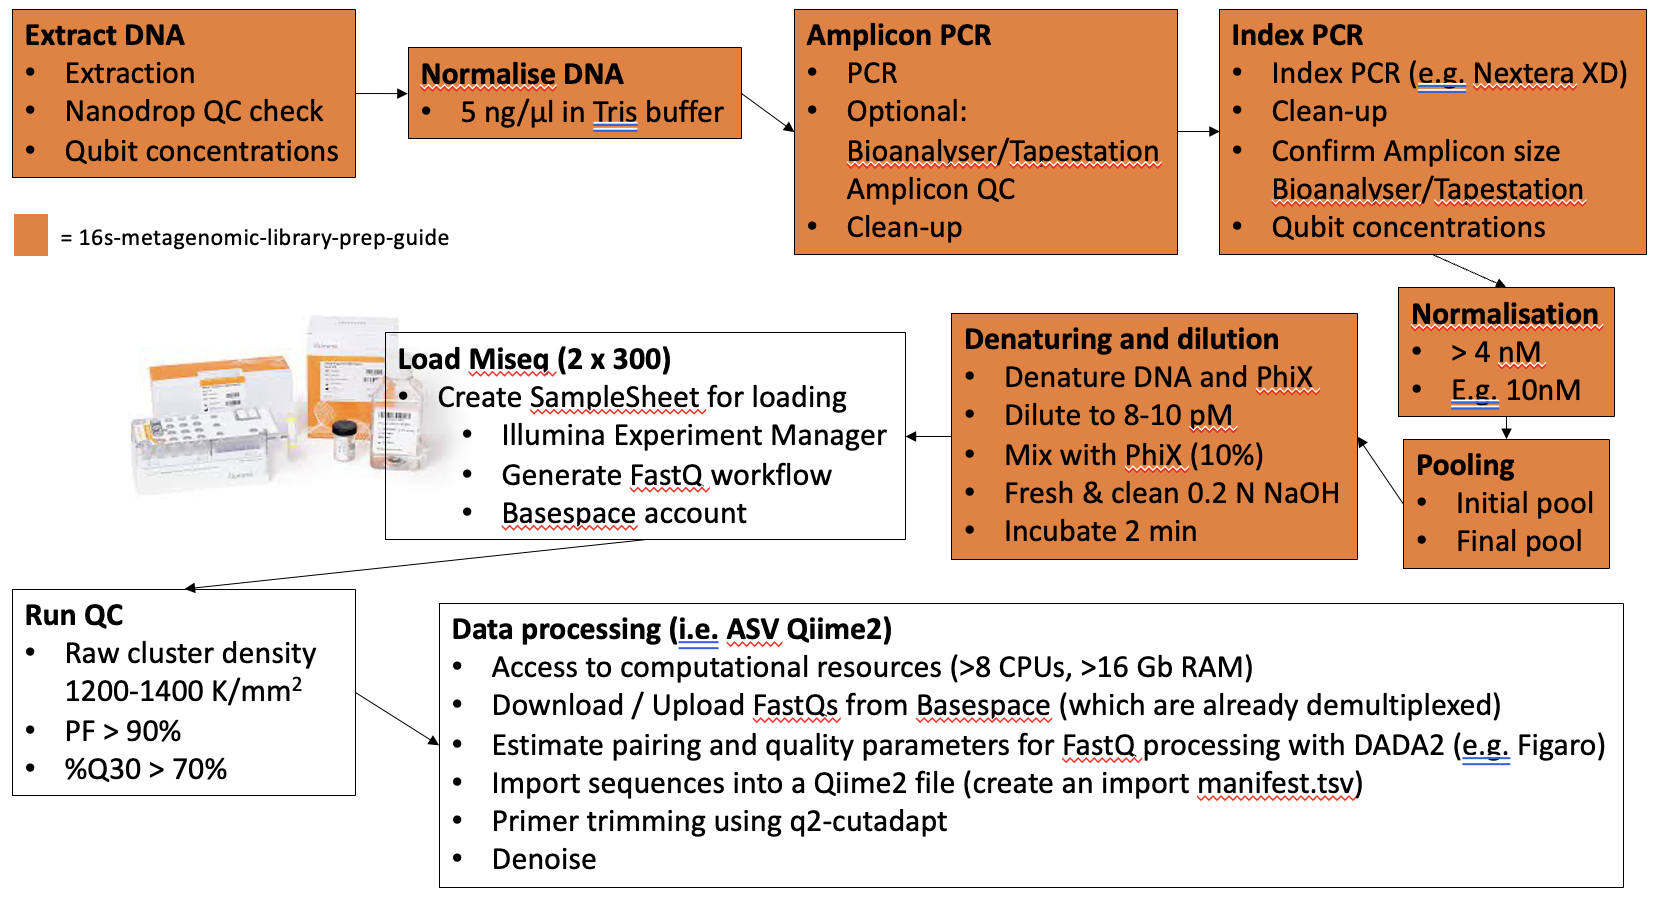 Extract DNA
• Extraction
• Nanodrop QC check
• Qubit concentrations
Normalise DNA
• 5 ng/µl in Tris buffer
Amplicon PCR
• PCR
• Optional:
Bioanalyser/Tapestation
Amplicon QC
• Clean-up
Index PCR
• Index PCR (e.g. Nextera XD)
• Clean-up
• Confirm Amplicon size
Bioanalyser/Tapestation
• Qubit concentrations
= 16s-metagenomic-library-prep-guide
Normalisation
• > 4 nM
• E.g. 10nM
Pooling
• Initial pool
• Final pool
Denaturing and dilution
• Denature DNA and PhiX
• Dilute to 8-10 pM
• Mix with PhiX (10%)
• Fresh & clean 0.2 N NaOH
• Incubate 2 min
Load Miseq (2 x 300)
• Create SampleSheet for loading
• Illumina Experiment Manager
• Generate FastQ workflow
• Basespace account
Run QC
• Raw cluster density
1200-1400 K/mm²
• PF > 90%
• %Q30 > 70%
Data processing (i.e. ASV Qiime2)
• Access to computational resources (>8 CPUs, >16 Gb RAM)
• Download / Upload FastQs from Basespace (which are already demultiplexed)
• Estimate pairing and quality parameters for FastQ processing with DADA2 (e.g. Figaro)
• Import sequences into a Qiime2 file (create an import manifest.tsv)
• Primer trimming using q2-cutadapt
• Denoise